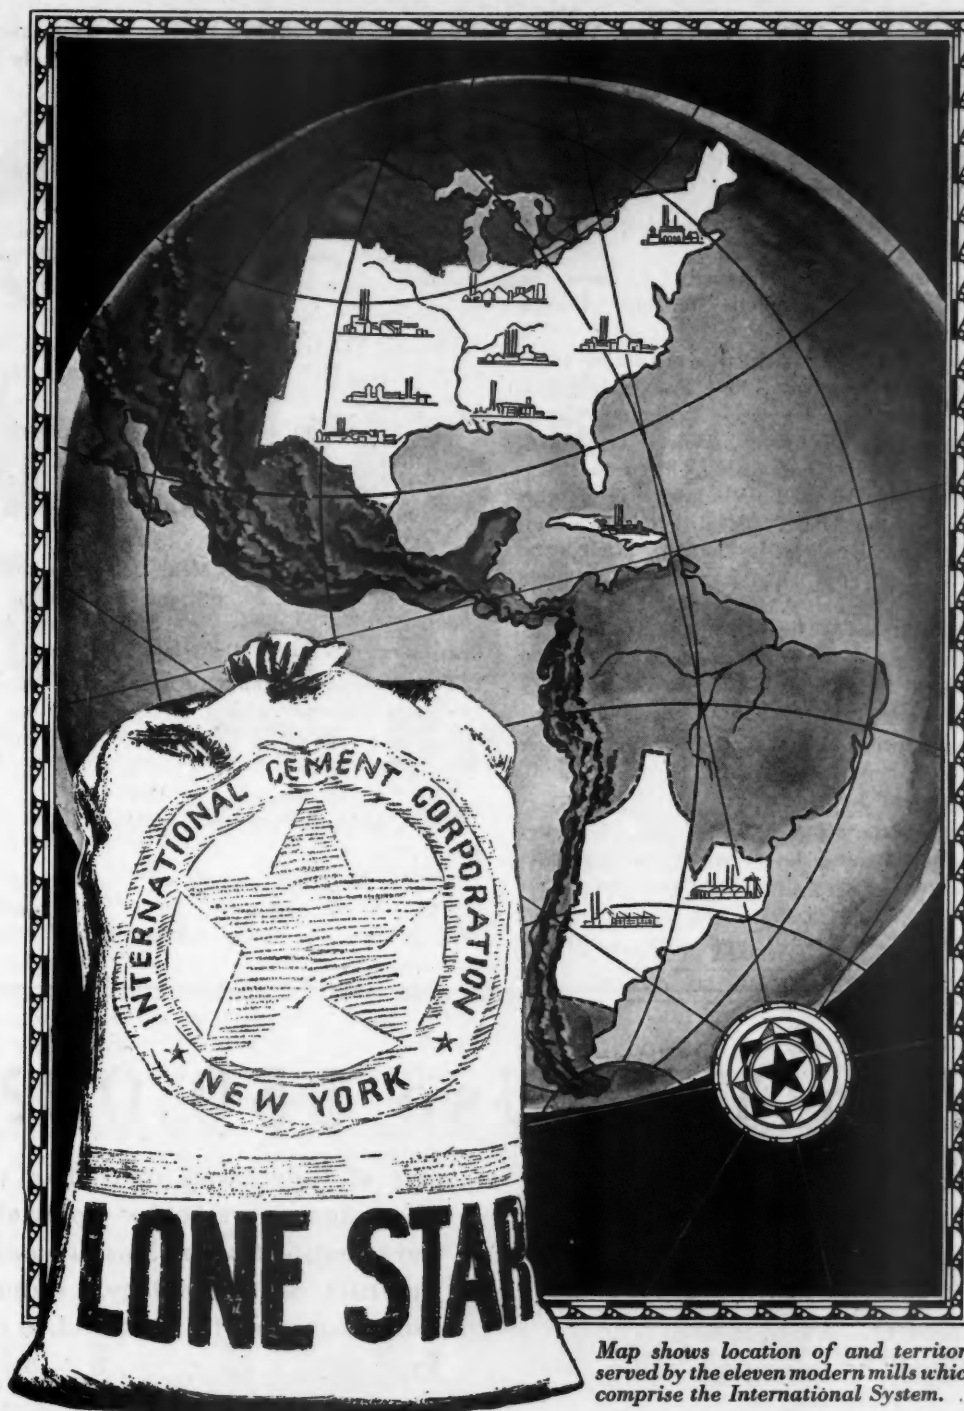 INTERNATIONAL CEMENT CORPORATION
NEW YORK
LONE STAR
Map shows location of and territor
served by the eleven modern mills whic
comprise the International System.